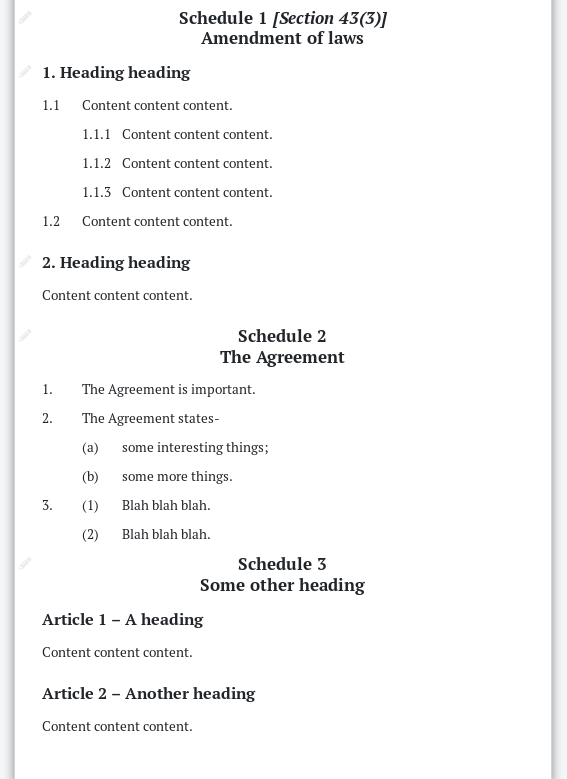 Schedule 1 [Section 43(3)]
Amendment of laws
1. Heading heading
1.1 Content content content.
1.1.1 Content content content.
1.1.2 Content content content.
1.1.3 Content content content.
1.2 Content content content.
2. Heading heading
Content content content.
Schedule 2
The Agreement
1. The Agreement is important.
2. The Agreement states-
(a) some interesting things;
(b) some more things.
3. (1) Blah blah blah.
(2) Blah blah blah.
Schedule 3
Some other heading
Article 1 – A heading
Content content content.
Article 2 – Another heading
Content content content.